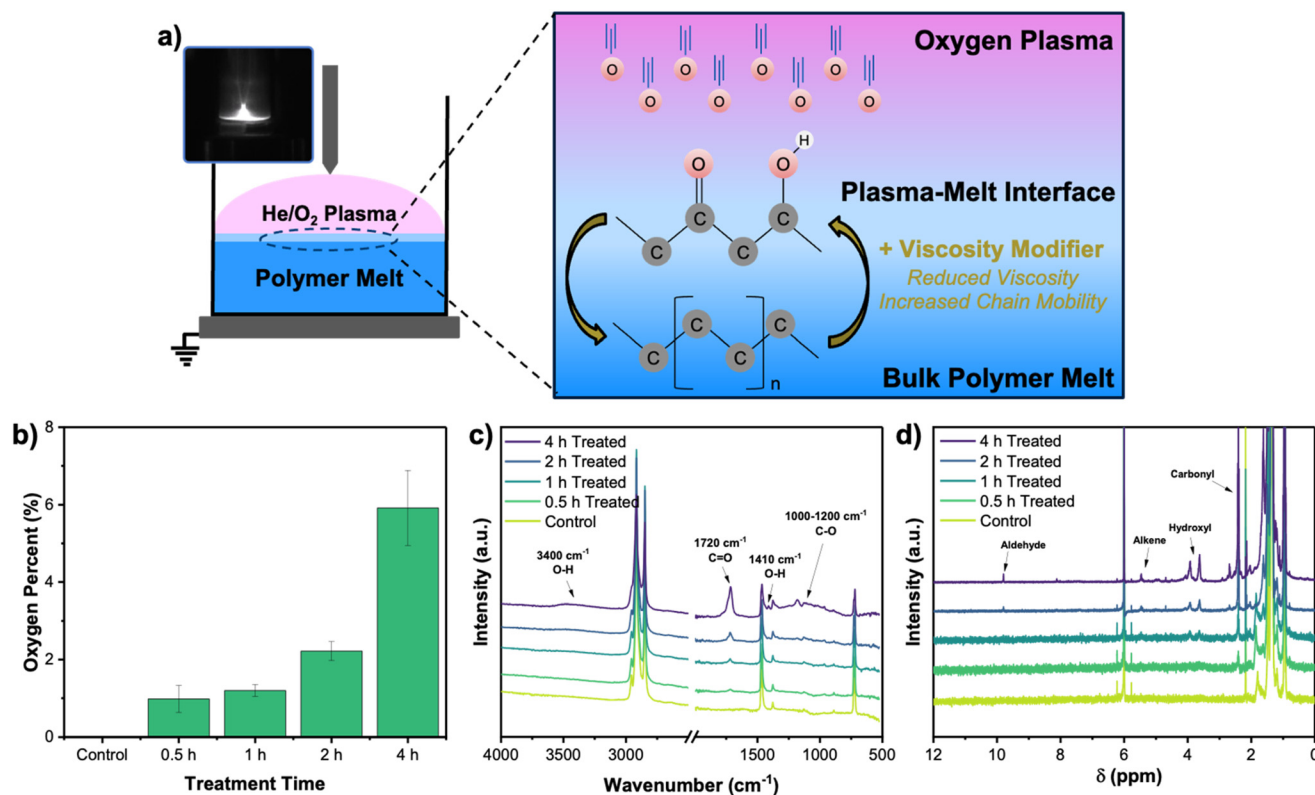 a)
He/O₂ Plasma
Polymer Melt
Oxygen Plasma
O O O O
O O O O
H
O O
Plasma-Melt Interface
C C
C C
+ Viscosity Modifier
Reduced Viscosity
Increased Chain Mobility
C C
C C
n
Bulk Polymer Melt
b)
Oxygen Percent (%)
8
6
4
2
0
Control 0.5 h 1 h 2 h 4 h
Treatment Time
c)
4 h Treated
2 h Treated
1 h Treated
0.5 h Treated
Control
3400 cm⁻¹
O-H
1720 cm⁻¹
C=O
1410 cm⁻¹
O-H
1000-1200 cm⁻¹
C-O
Intensity (a.u.)
4000 3000 1500 1000 500
Wavenumber (cm⁻¹)
d)
4 h Treated
2 h Treated
1 h Treated
0.5 h Treated
Control
Carbonyl
Aldehyde
Alkene
Hydroxyl
Intensity (a.u.)
12 10 8 6 4 2 0
δ (ppm)